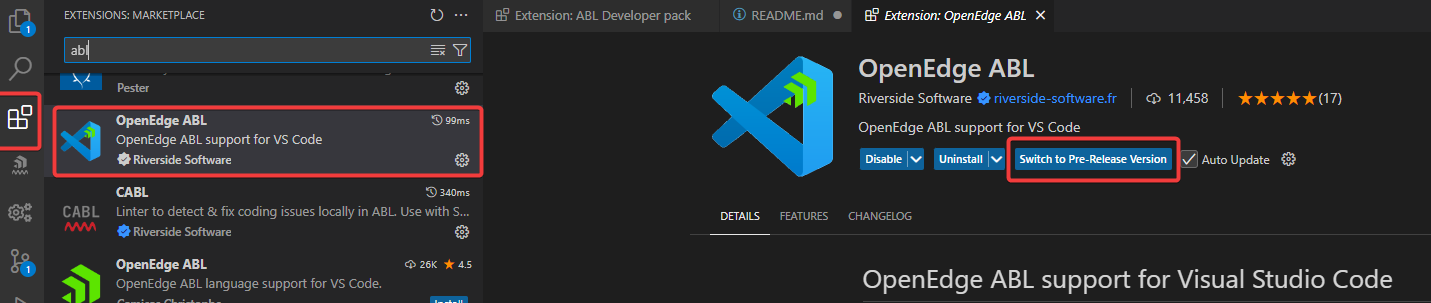 EXTENSIONS: MARKETPLACE
abl
Pester
OpenEdge ABL
99ms
OpenEdge ABL support for VS Code
Riverside Software
CABL
340ms
CABL
Linter to detect & fix coding issues locally in ABL. Use with S...
Riverside Software
OpenEdge ABL
26K ★ 4.5
OpenEdge ABL language support for VS Code.
Install
1
1
Extension: ABL Developer pack
README.md
Extension: OpenEdge ABL
OpenEdge ABL
Riverside Software riverside-software.fr | 11,458 | ★★★★★(17)
OpenEdge ABL support for VS Code
Disable Uninstall Switch to Pre-Release Version Auto Update
DETAILS FEATURES CHANGELOG
OpenEdge ABL support for Visual Studio Code